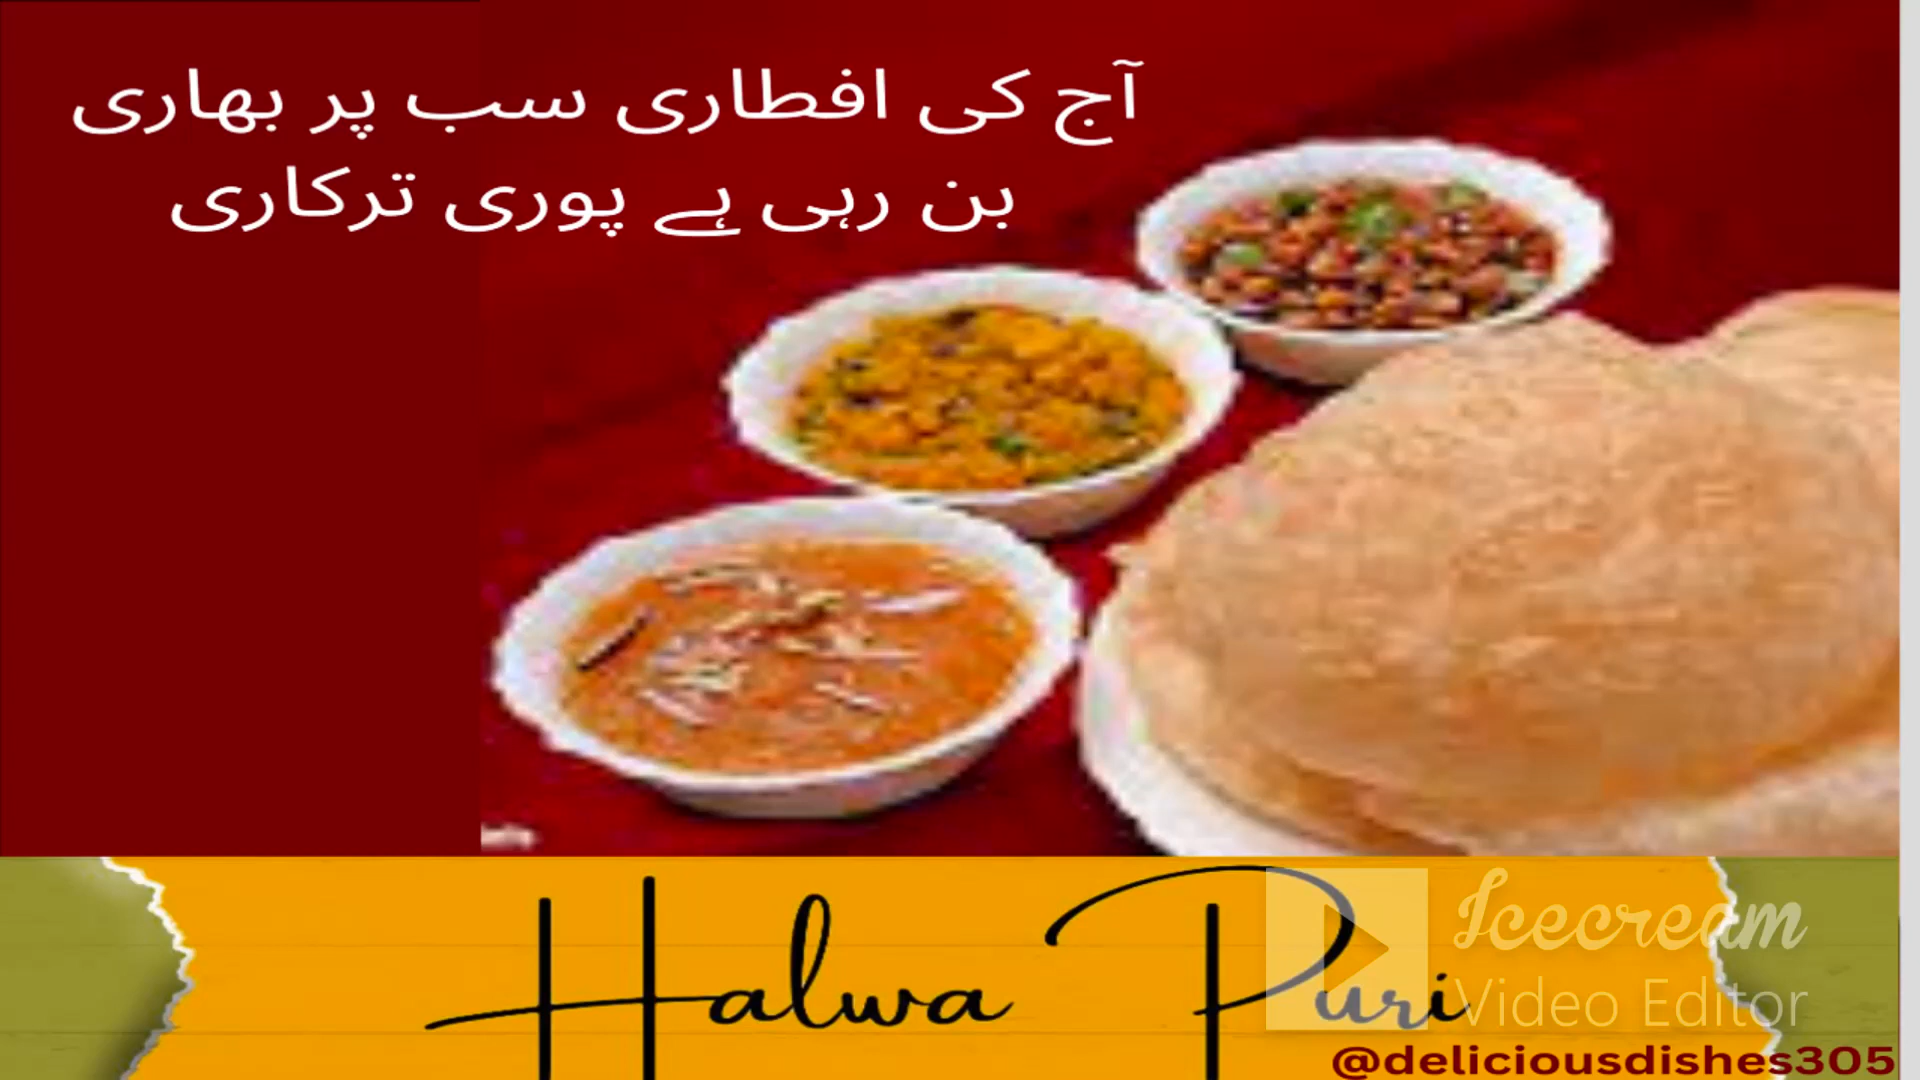 آج کی افطاری سب پر بھاری
بن رہی ہے پوری ترکاری
Halwa Puri
Icecream
Video Editor
@deliciousdishes305